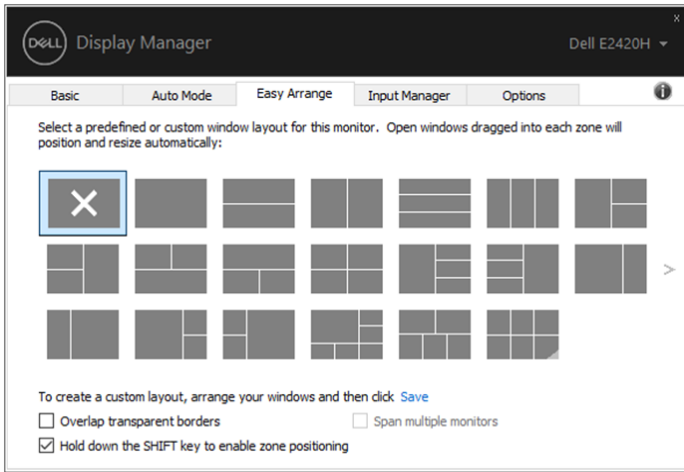 x
DELL Display Manager
Dell E2420H
Basic Auto Mode Easy Arrange Input Manager Options
Select a predefined or custom window layout for this monitor. Open windows dragged into each zone will
position and resize automatically:
>
To create a custom layout, arrange your windows and then click Save
Overlap transparent borders Span multiple monitors
Hold down the SHIFT key to enable zone positioning